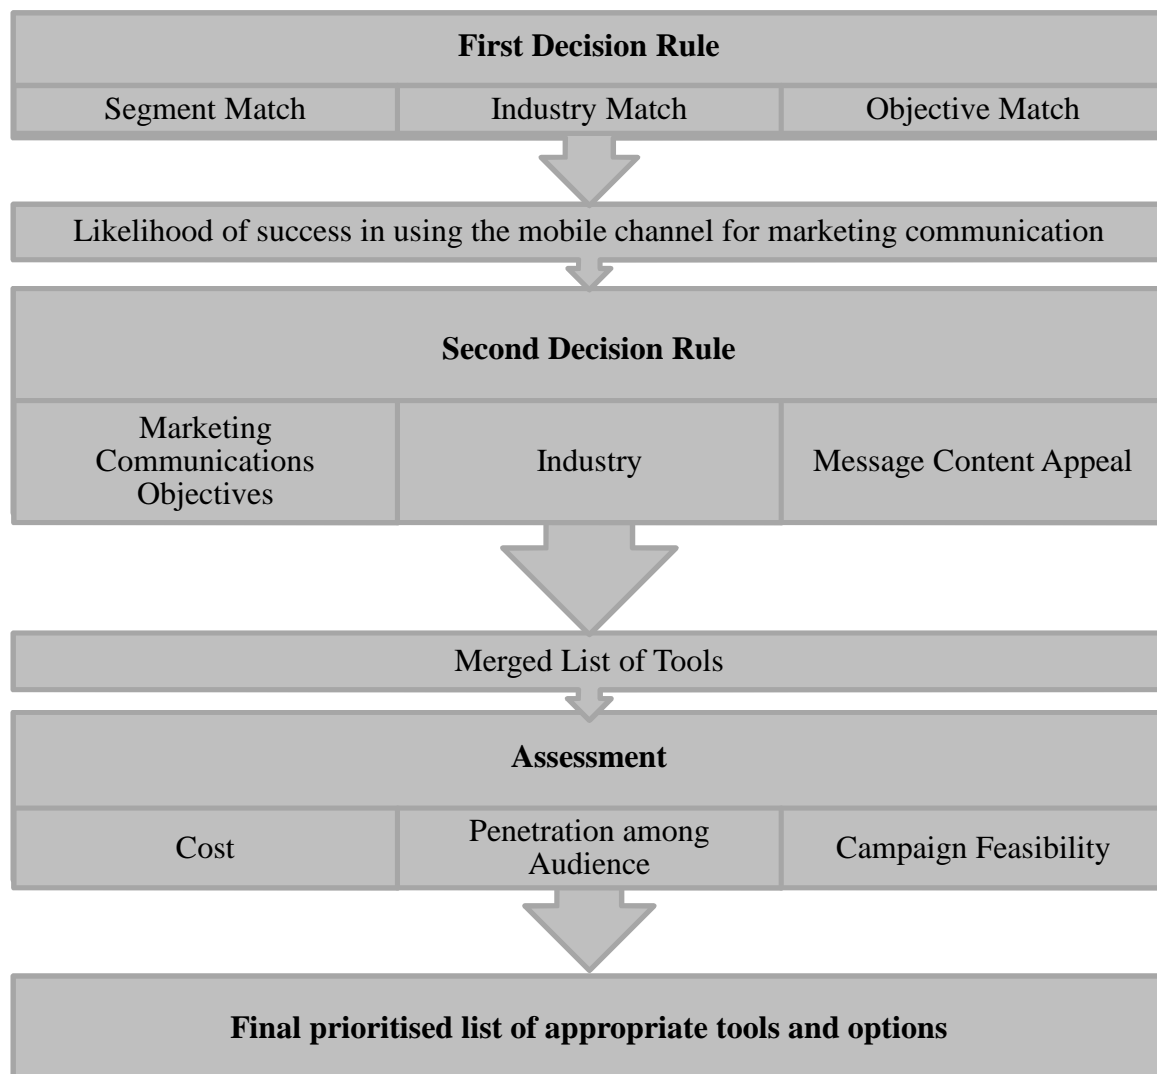 First Decision Rule
Segment Match
Industry Match
Objective Match
Likelihood of success in using the mobile channel for marketing communication
Second Decision Rule
Marketing
Communications
Objectives
Industry
Message Content Appeal
Merged List of Tools
Assessment
Cost
Penetration among
Audience
Campaign Feasibility
Final prioritised list of appropriate tools and options